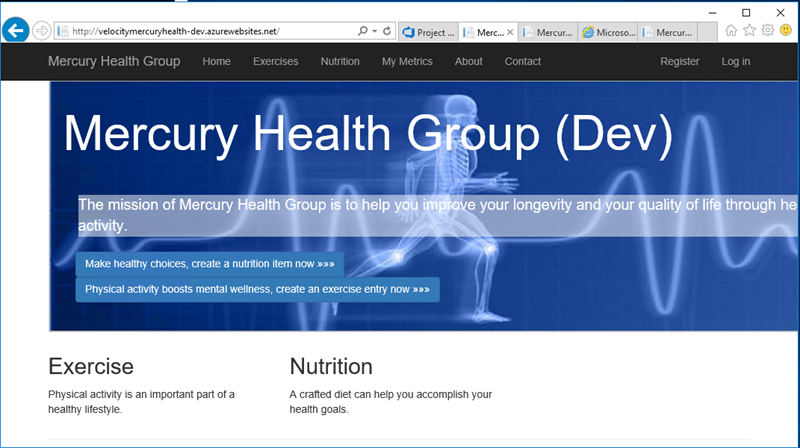 http://velocitymercuryhealth-dev.azurewebsites.net/
Project ...
Merc...
Mercur...
Microso...
Mercur...
Mercury Health Group Home Exercises Nutrition My Metrics About Contact Register Log in
Mercury Health Group (Dev)
The mission of Mercury Health Group is to help you improve your longevity and your quality of life through he
activity.
Make healthy choices, create a nutrition item now »»»
Physical activity boosts mental wellness, create an exercise entry now »»»
Exercise
Physical activity is an important part of a
healthy lifestyle.
Nutrition
A crafted diet can help you accomplish your
health goals.